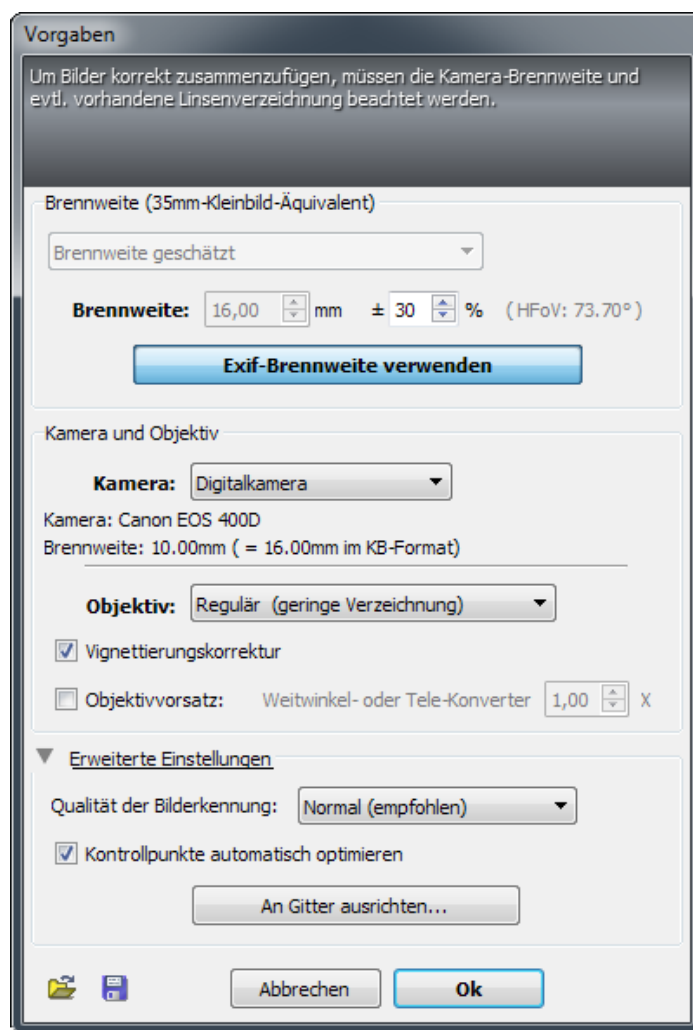 Vorgaben
Um Bilder korrekt zusammenzufügen, müssen die Kamera-Brennweite und
evtl. vorhandene Linsenverzeichnung beachtet werden.
Brennweite (35mm-Kleinbild-Äquivalent)
Brennweite geschätzt
Brennweite: 16,00 mm ± 30 % (HFoV: 73.70°)
Exif-Brennweite verwenden
Kamera und Objektiv
Kamera: Digitalkamera
Kamera: Canon EOS 400D
Brennweite: 10.00mm ( = 16.00mm im KB-Format)
Objektiv: Regulär (geringe Verzeichnung)
Vignettierungskorrektur
Objektivvorsatz: Weitwinkel- oder Tele-Konverter 1,00 X
Erweiterte Einstellungen
Qualität der Bilderkennung: Normal (empfohlen)
Kontrollpunkte automatisch optimieren
An Gitter ausrichten...
Abbrechen Ok